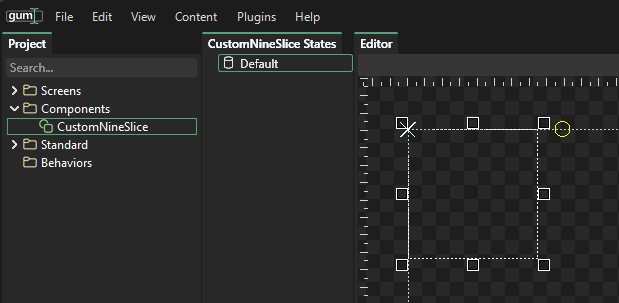 gum File Edit View Content Plugins Help
Project CustomNineSlice States Editor
Search... Default
Screens
Components
CustomNineSlice
Standard
Behaviors